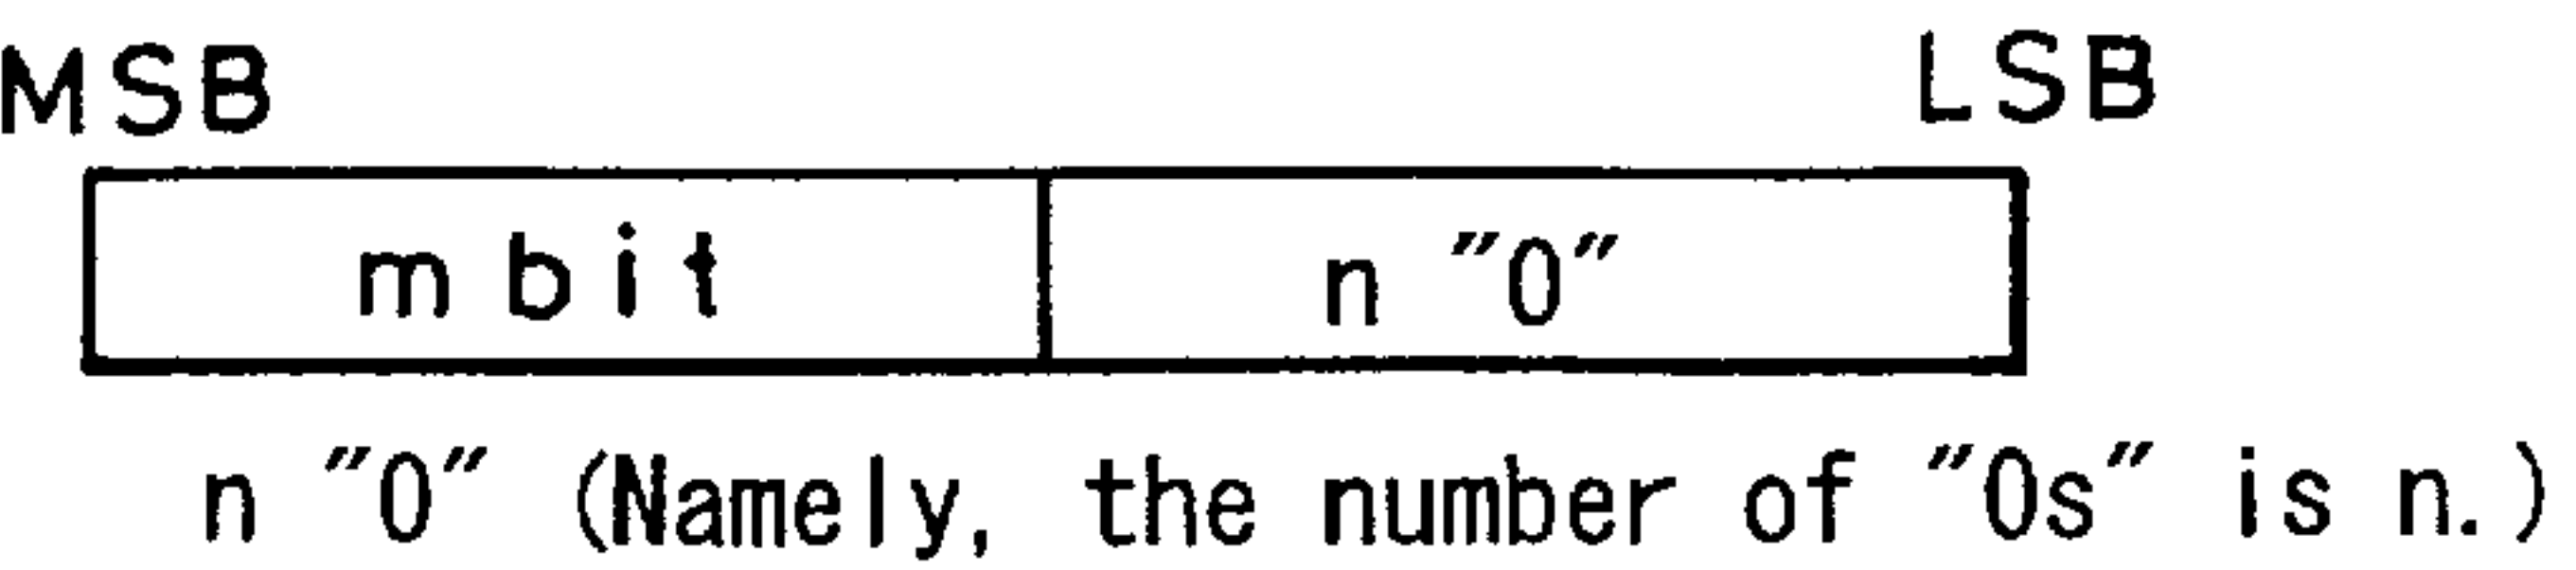 MSB LSB
m bit n "0"
n "0" (Namely, the number of "0s" is n.)